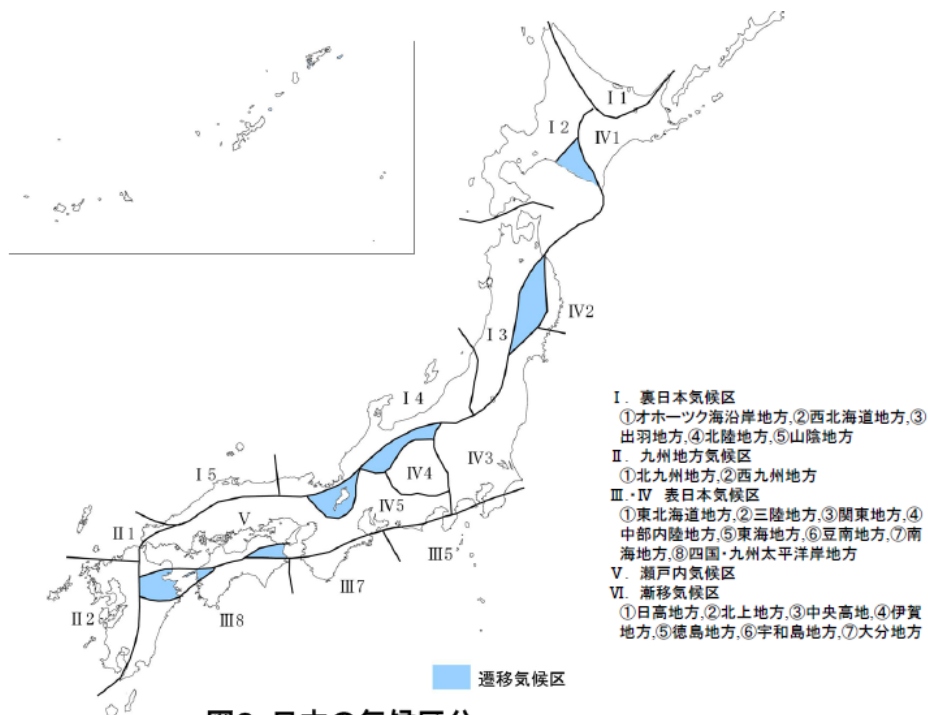 I 1
I 2
IV1
IV2
I 3
I 4
IV3
IV4
I 5
IV5
V
II1
III5
III7
II2
III8
I. 裏日本気候区
①オホーツク海沿岸地方,②西北海道地方,③
出羽地方,④北陸地方,⑤山陰地方
II. 九州地方気候区
①北九州地方,②西九州地方
III.・IV 表日本気候区
①東北海道地方,②三陸地方,③関東地方,④
中部内陸地方,⑤東海地方,⑥豆南地方,⑦南
海地方,⑧四国・九州太平洋岸地方
V. 瀬戸内気候区
VI. 漸移気候区
①日高地方,②北上地方,③中央高地,④伊賀
地方,⑤徳島地方,⑥宇和島地方,⑦大分地方
遷移気候区